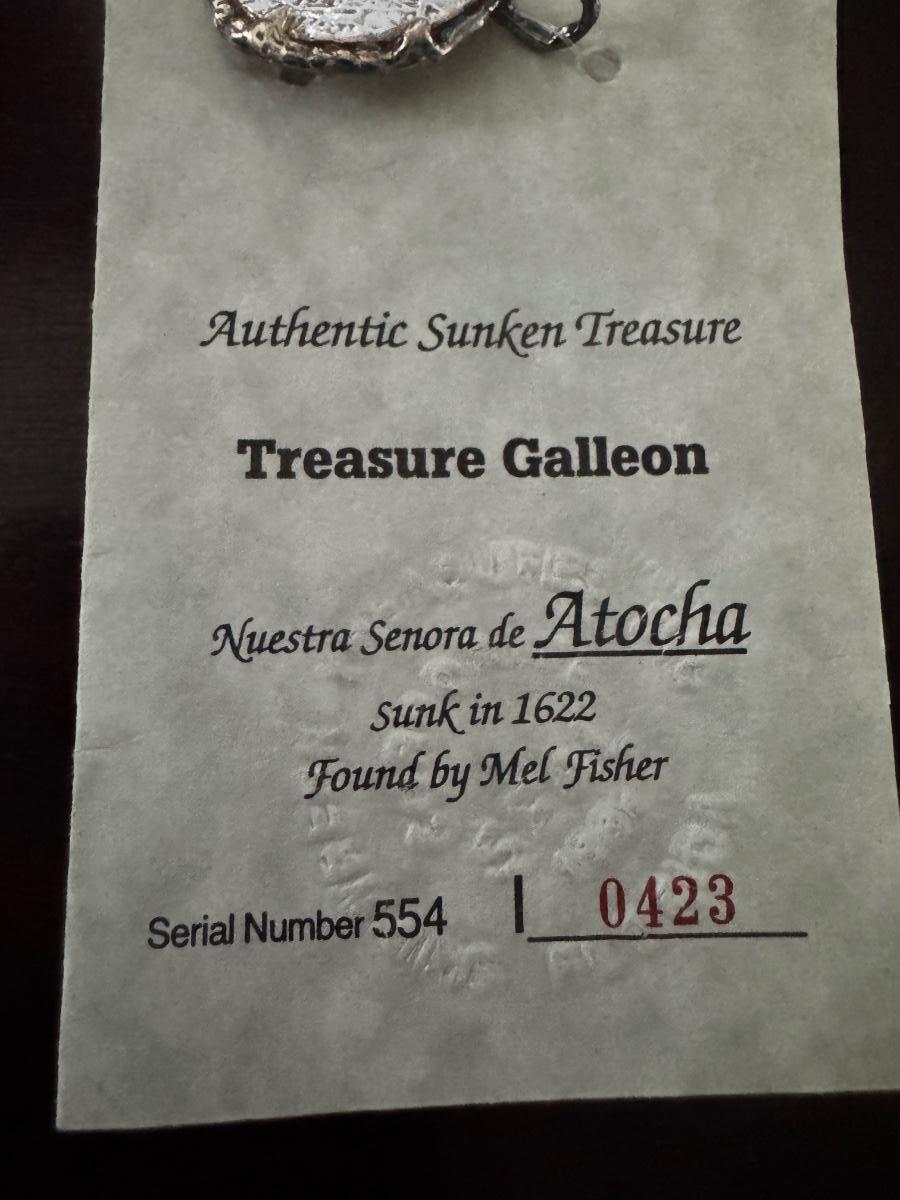 Authentic Sunken Treasure
Treasure Galleon
Nuestra Senora de Atocha
sunk in 1622
Found by Mel Fisher
Serial Number 554 | 0423